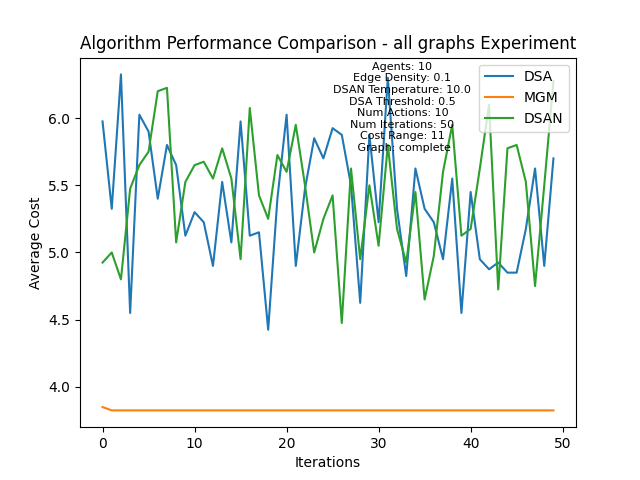 Algorithm Performance Comparison - all graphs Experiment
Agents: 10
Edge Density: 0.1
DSAN Temperature: 10.0
DSA Threshold: 0.5
Num Actions: 10
Num Iterations: 50
Cost Range: 11
Graph: complete
DSA
MGM
DSAN
Average Cost
6.0
5.5
5.0
4.5
4.0
0
10
20
30
40
50
Iterations